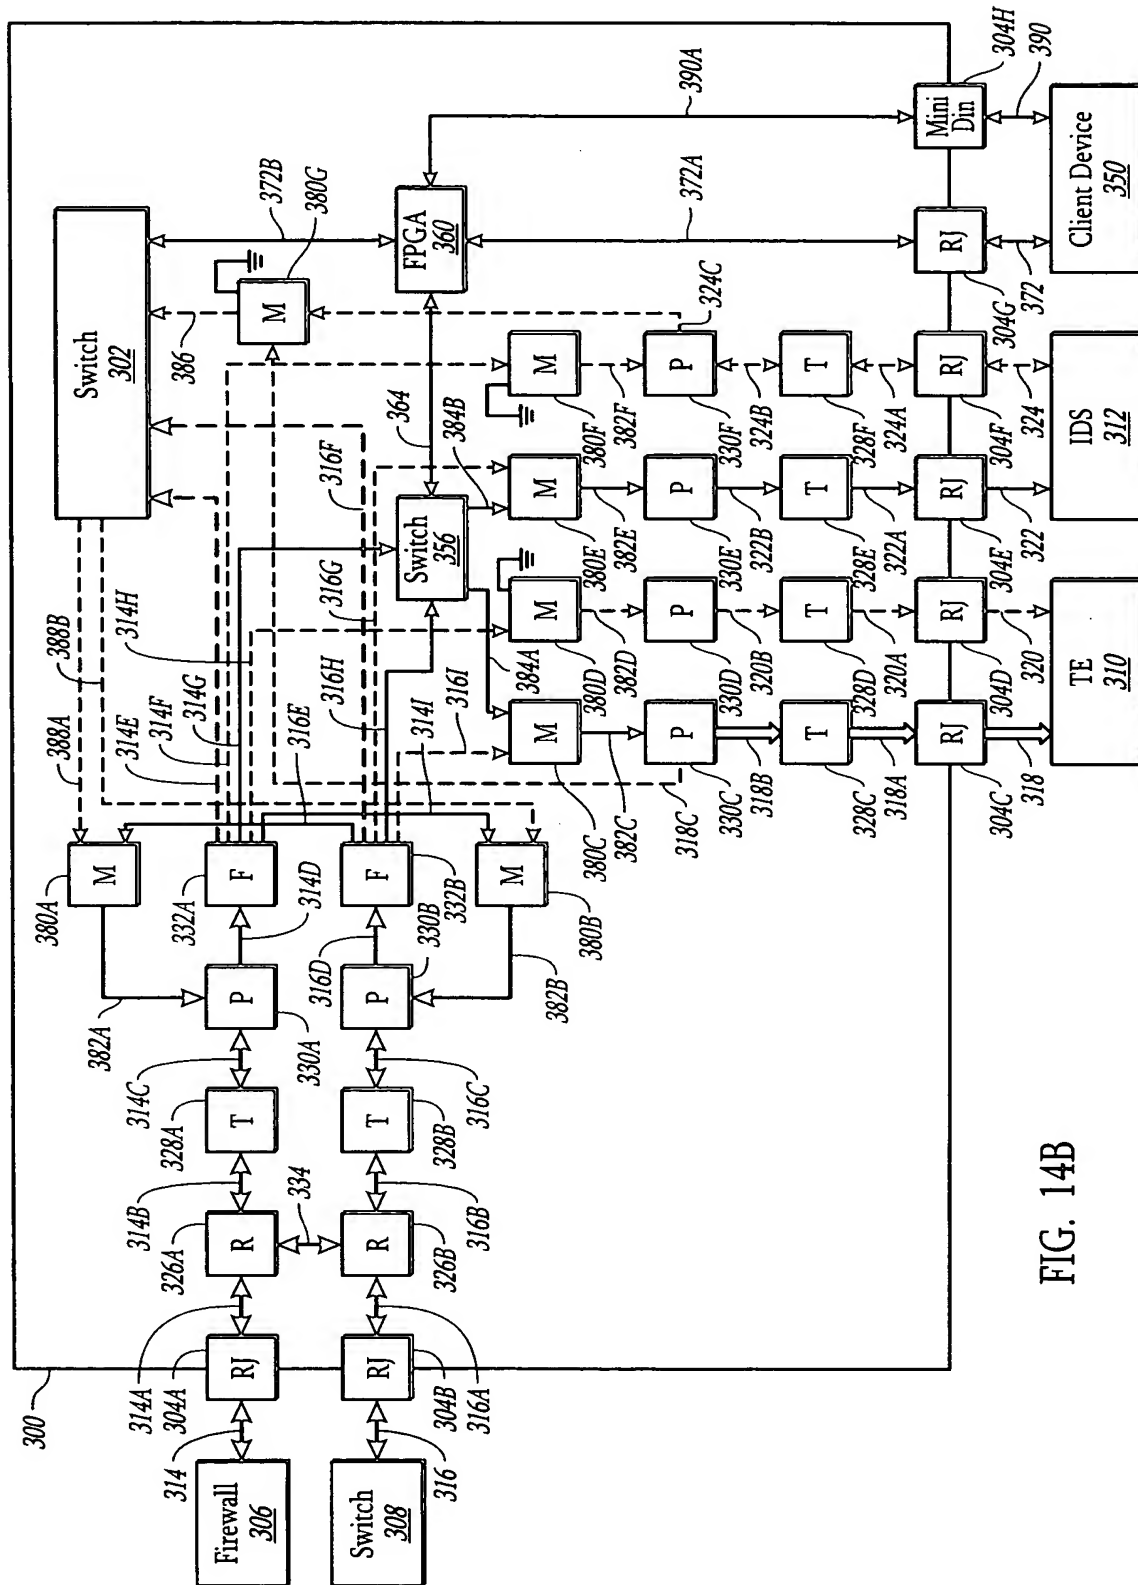 300
388A
388B
380A
M
382A
Switch
302
314E
314F
314G
314H
314C
328A
314B
326A
314A
304A
314
332A
330A
386
372B
380G
M
Firewall
306
RJ
R
T
P
F
314D
316E
334
316D
316F
316G
316H
316I
314I
FPGA
360
390A
364
Switch
308
RJ
R
T
P
F
330B
332B
Switch
356
384A
384B
372A
316
304B
316A
326B
316B
328B
316C
382B
380B
M
M
M
M
M
380C
382C
380D
382D
380E
382E
380F
382F
318C
324C
P
P
P
P
330C
318B
330D
320B
330E
322B
330F
324B
T
T
T
T
328C
318A
328D
320A
328E
322A
328F
324A
RJ
RJ
RJ
RJ
RJ
Mini
Din
304C
318
304D
320
304E
322
304F
324
304G
372
304H
390
TE
310
IDS
312
Client Device
350
FIG. 14B